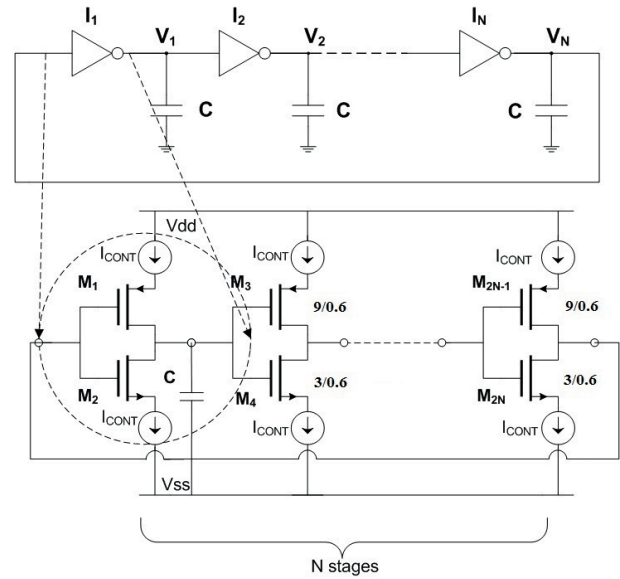 I1 I2 IN
V1 V2 VN
C C C
Vdd
ICONT ICONT ICONT
M1 M3 M2N-1
9/0.6 9/0.6
M2 C M4 M2N
3/0.6 3/0.6
ICONT ICONT ICONT
Vss
N stages